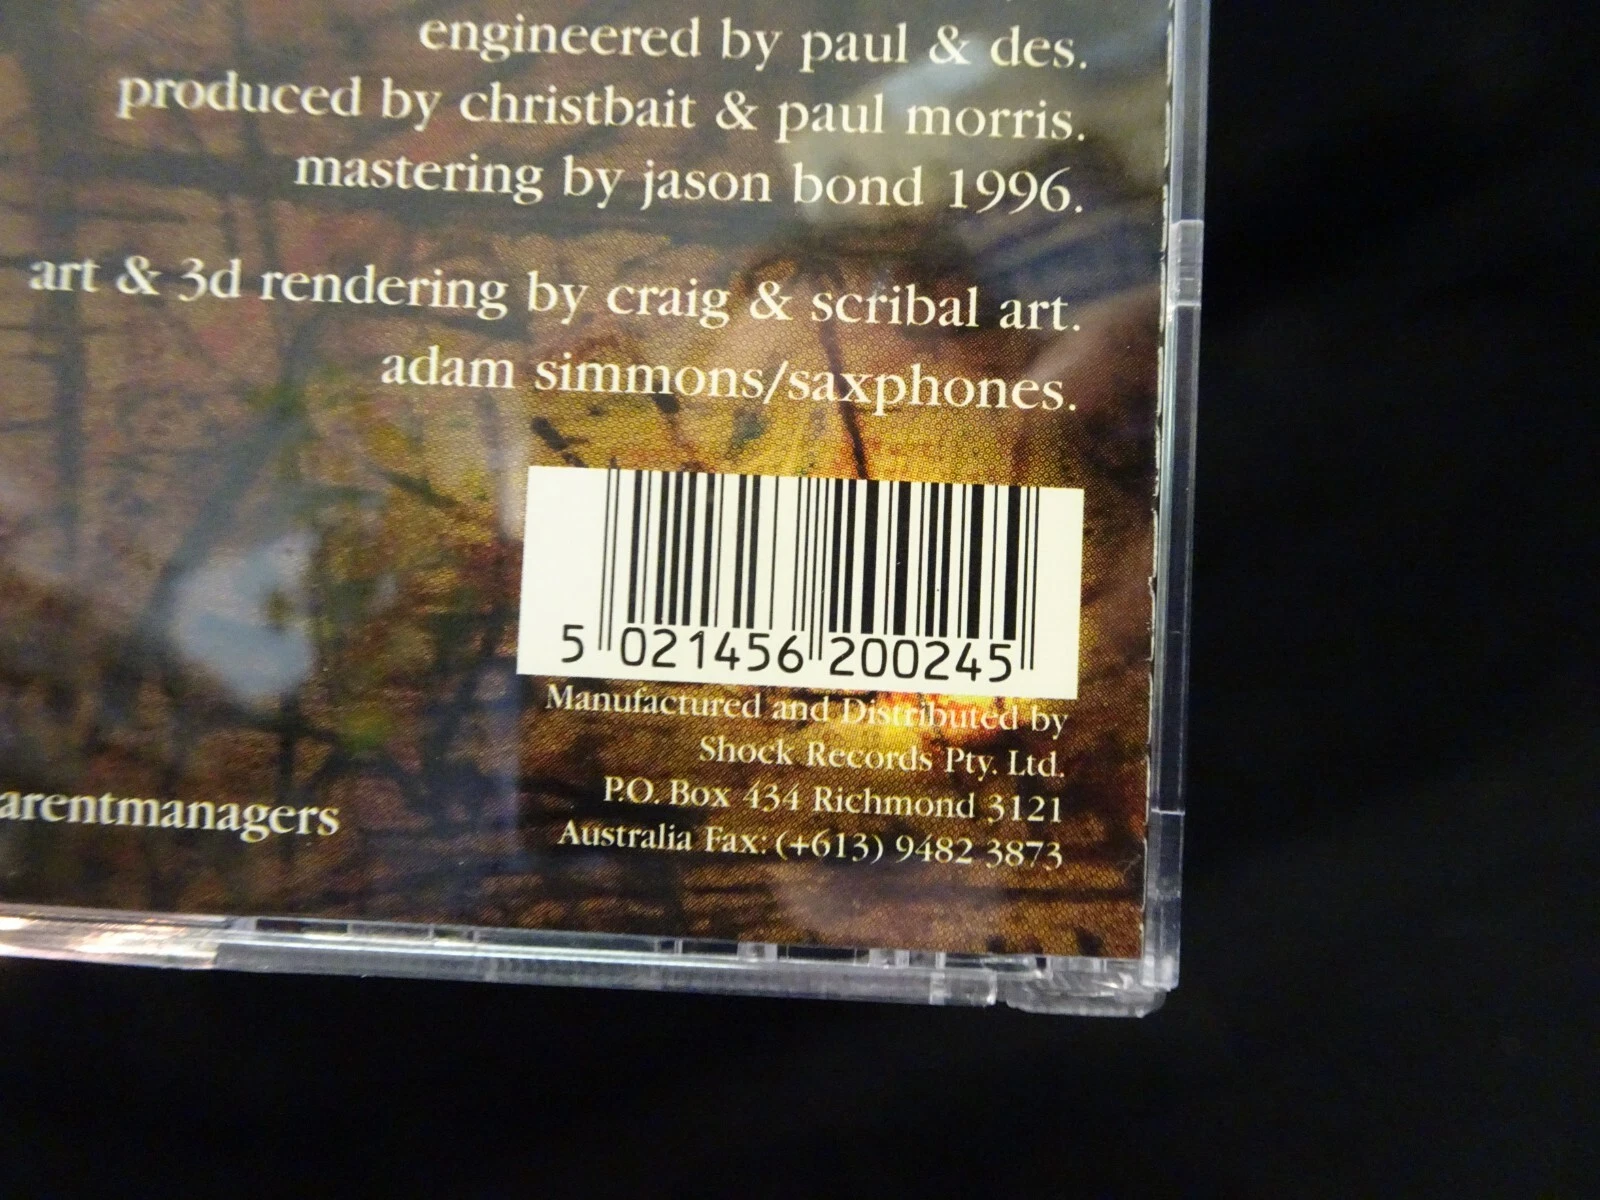 engineered by paul & des.
produced by christbait & paul morris.
mastering by jason bond 1996.
art & 3d rendering by craig & scribal art.
adam simmons/saxphones.
5 021456 200245
Manufactured and Distributed by
Shock Records Pty. Ltd.
P.O. Box 434 Richmond 3121
Australia Fax: (+613) 9482 3873
arentmanagers